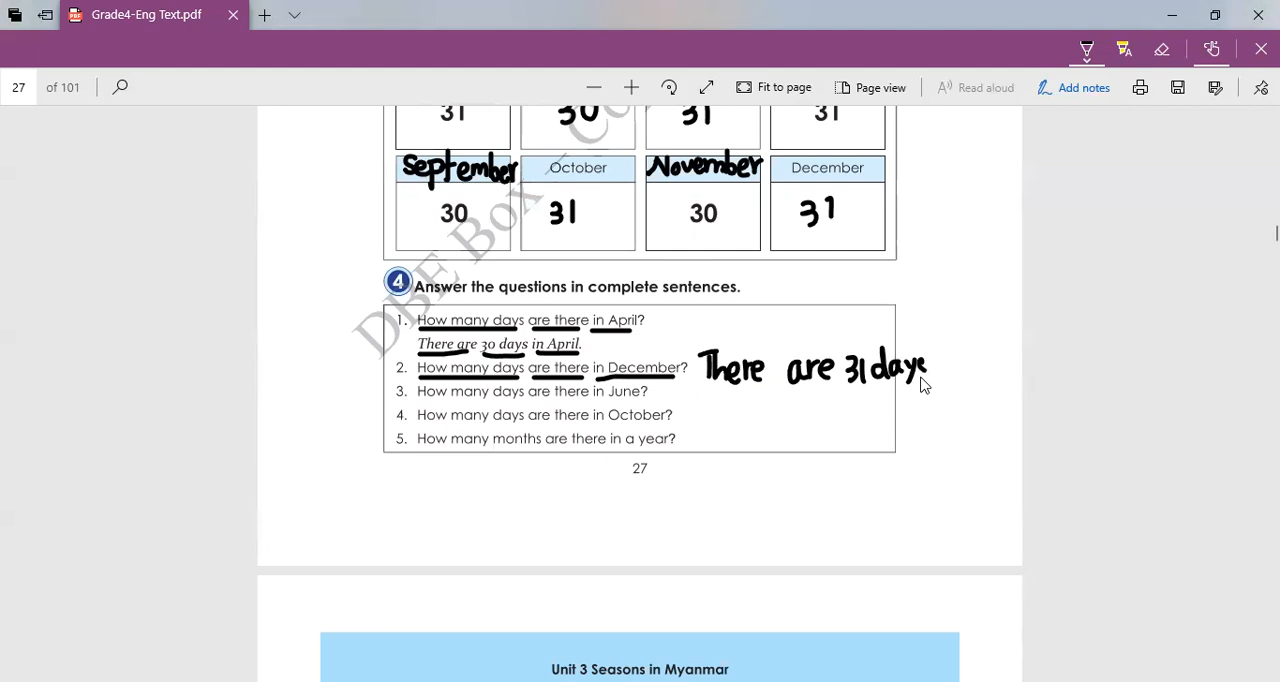 Grade4-Eng Text.pdf
27 of 101
Fit to page
Page view
Read aloud
Add notes
31 30 31 31
September October November December
30 31 30 31
4 Answer the questions in complete sentences.
1. How many days are there in April?
There are 30 days in April.
2. How many days are there in December? There are 31 days
3. How many days are there in June?
4. How many days are there in October?
5. How many months are there in a year?
27
DBE Box - Co
Unit 3 Seasons in Myanmar